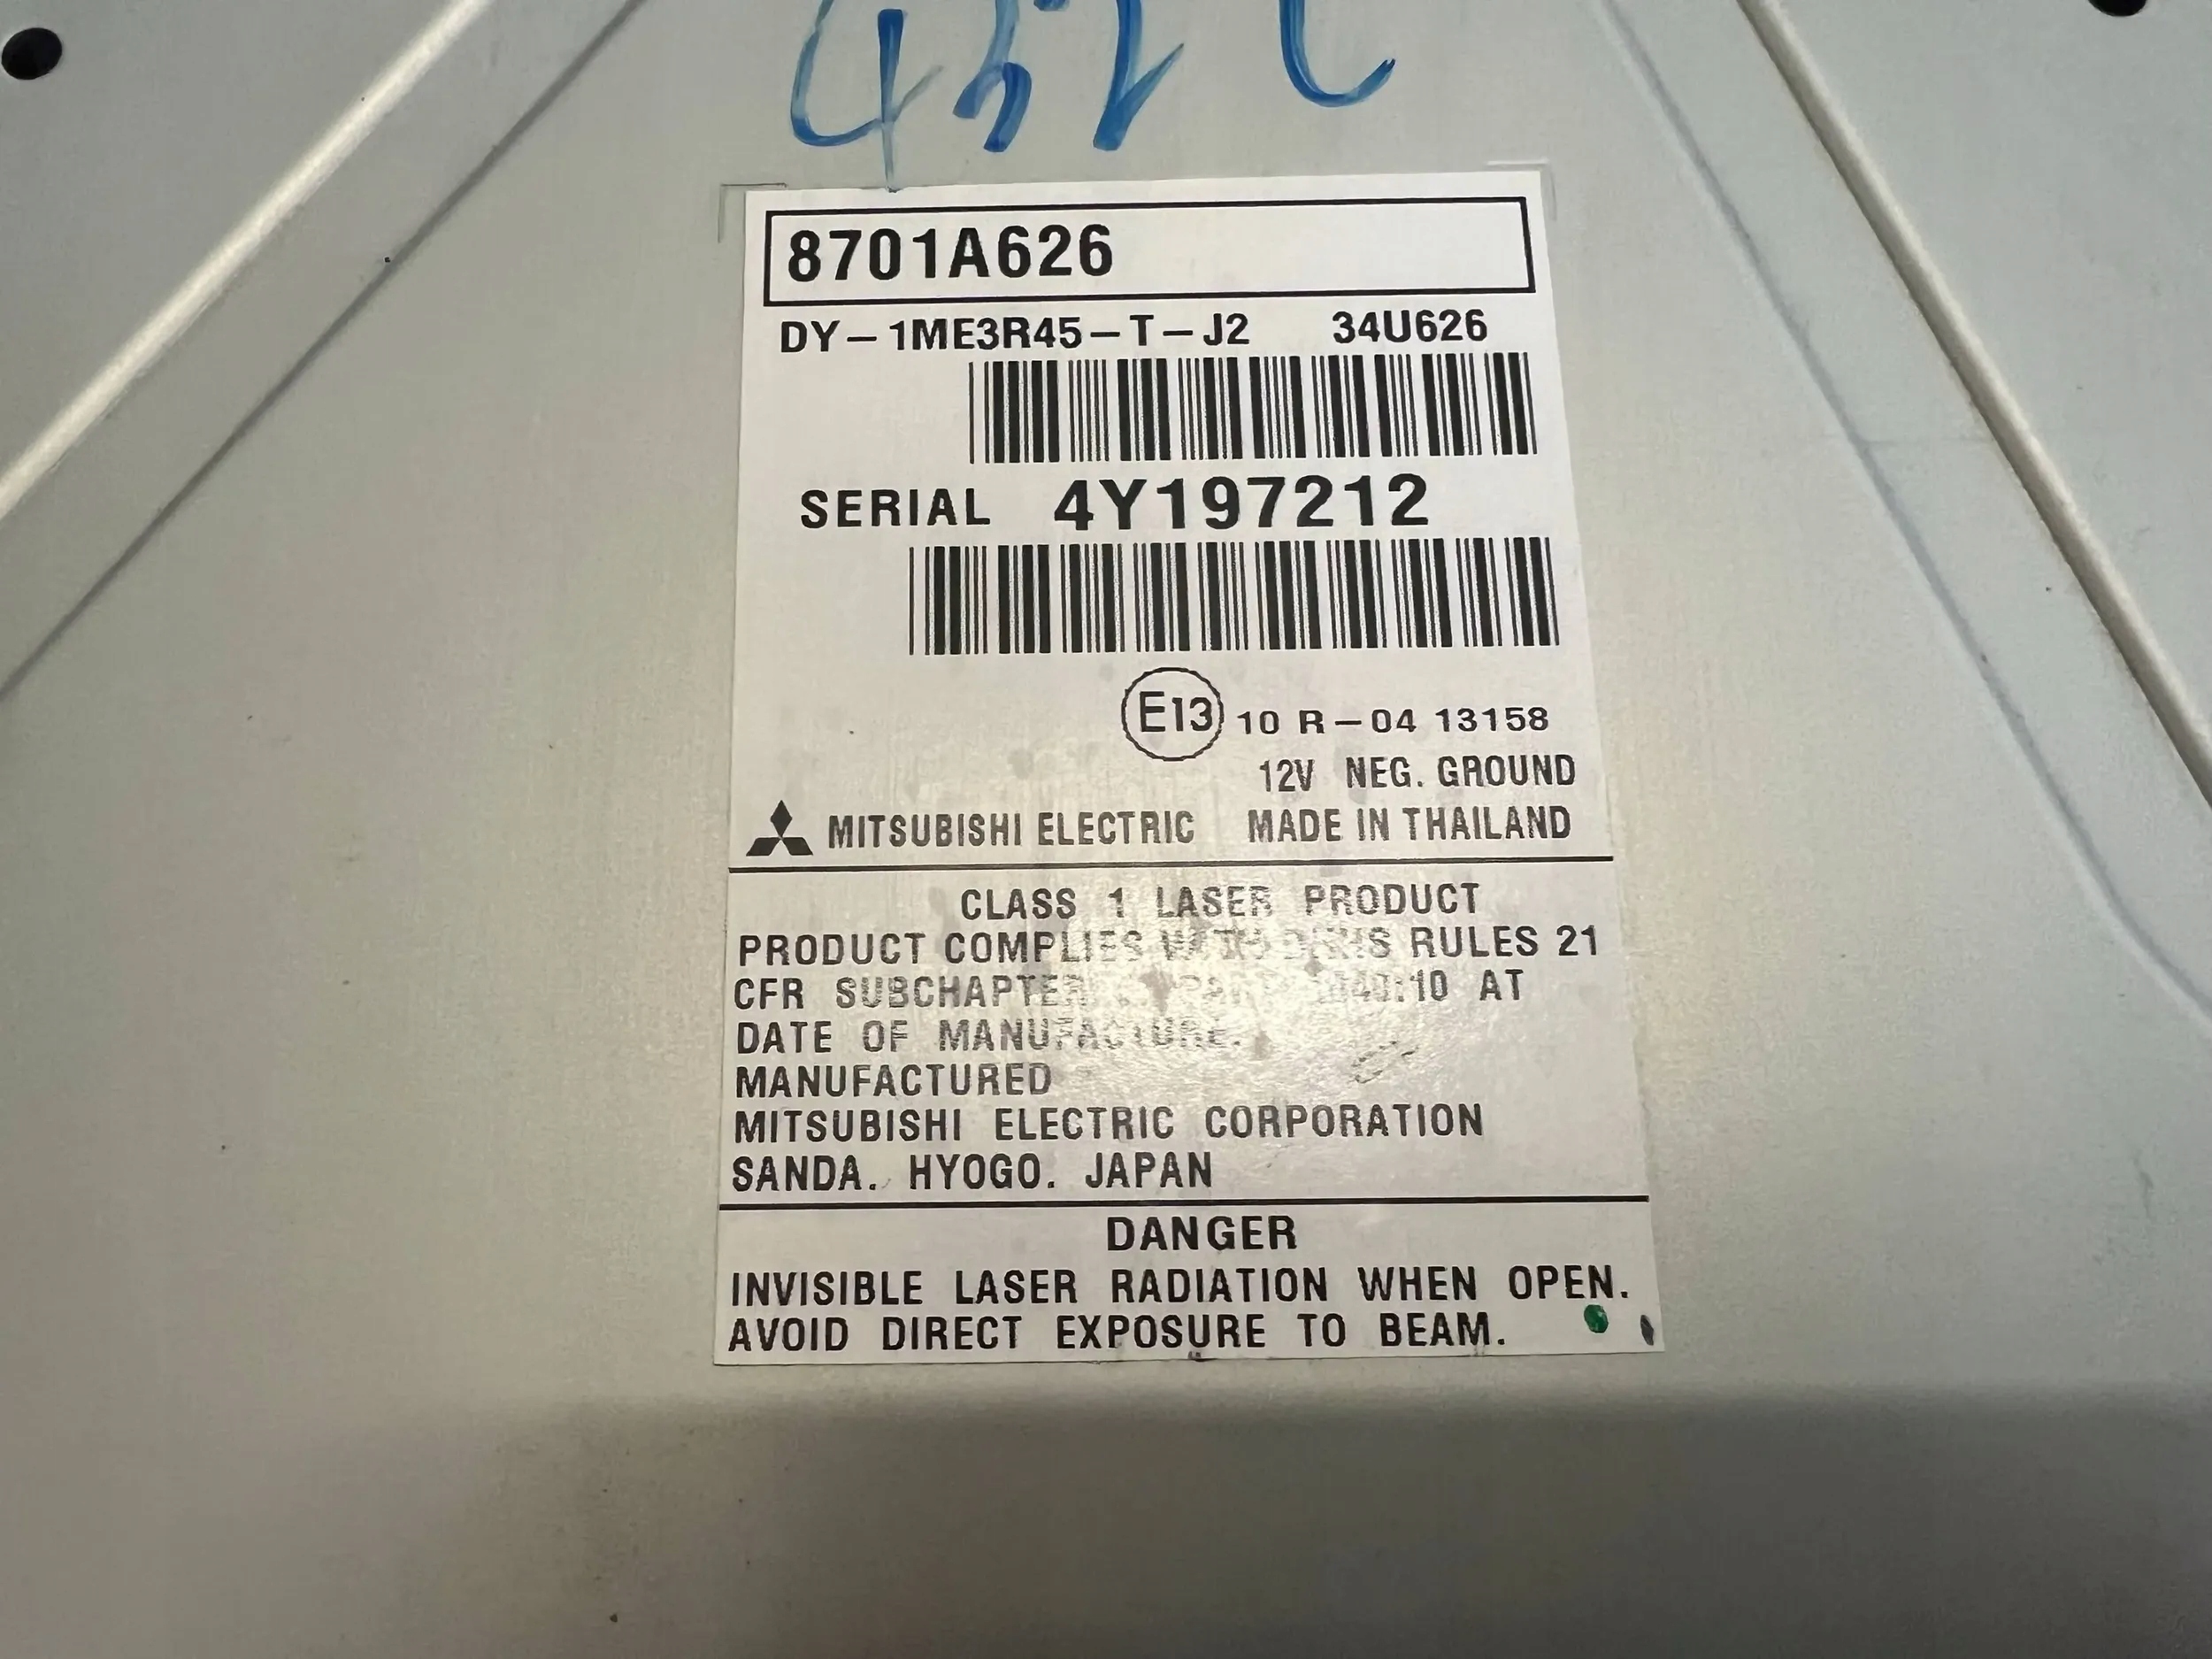 8701A626
DY-1ME3R45-T-J2 34U626
SERIAL 4Y197212
E13 10 R-04 13158
12V NEG. GROUND
MITSUBISHI ELECTRIC MADE IN THAILAND
CLASS 1 LASER PRODUCT
PRODUCT COMPLIES RULES 21
CFR SUBCHAPTER AT
DATE OF MANUFACTURE.
MANUFACTURED
MITSUBISHI ELECTRIC CORPORATION
SANDA. HYOGO. JAPAN
DANGER
INVISIBLE LASER RADIATION WHEN OPEN.
AVOID DIRECT EXPOSURE TO BEAM.